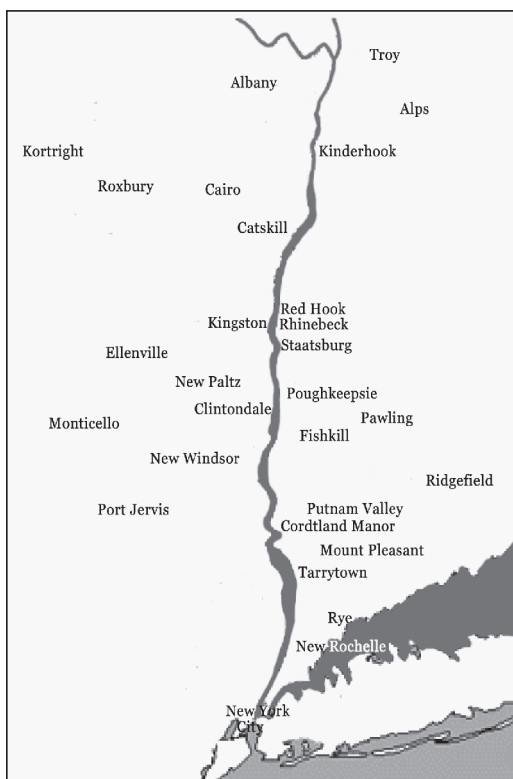 Troy
Albany
Alps
Kortright
Kinderhook
Roxbury
Cairo
Catskill
Red Hook
Kingston
Rhinebeck
Staatsburg
Ellenville
New Paltz
Poughkeepsie
Clintondale
Pawling
Monticello
Fishkill
New Windsor
Ridgefield
Port Jervis
Putnam Valley
Cordtland Manor
Mount Pleasant
Tarrytown
Rye
New Rochelle
New York
City